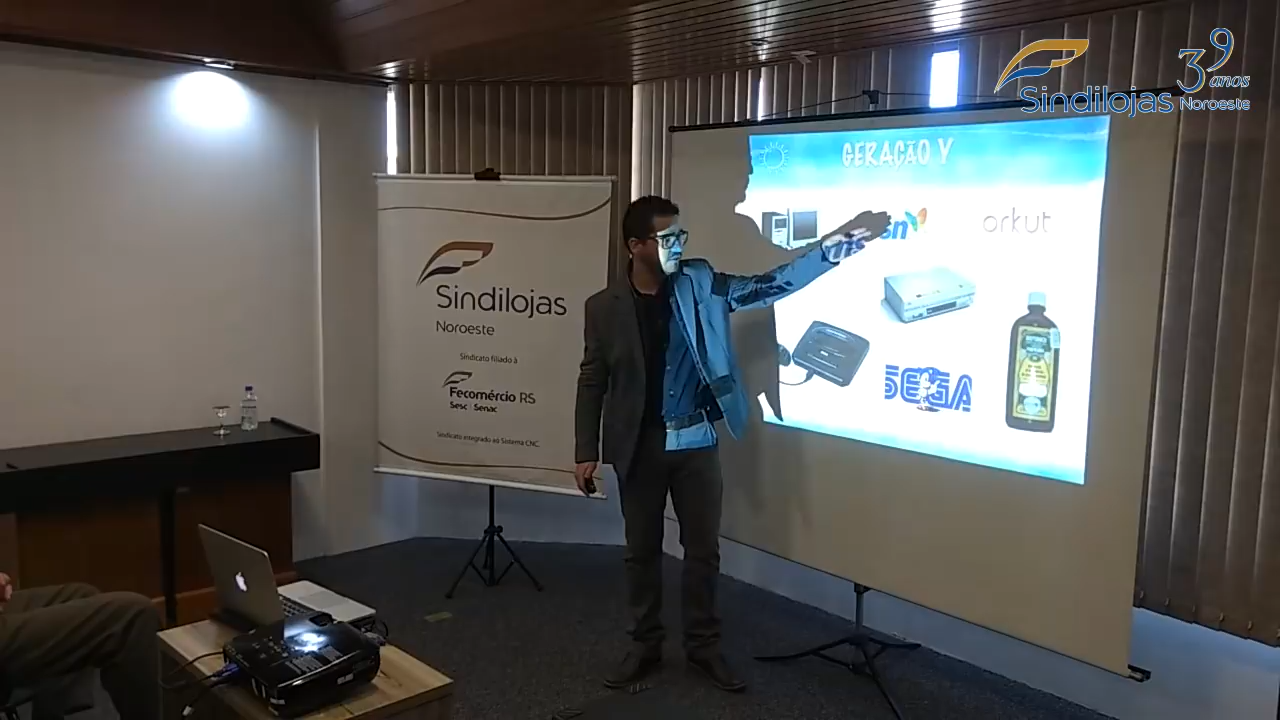 39 anos
Sindilojas Noroeste
GERAÇÃO Y
sn
orkut
SEGA
Sindilojas
Noroeste
Sindicato filiado à
Fecomércio RS
Sesc | Senac
Sindicato integrado ao Sistema CNC.